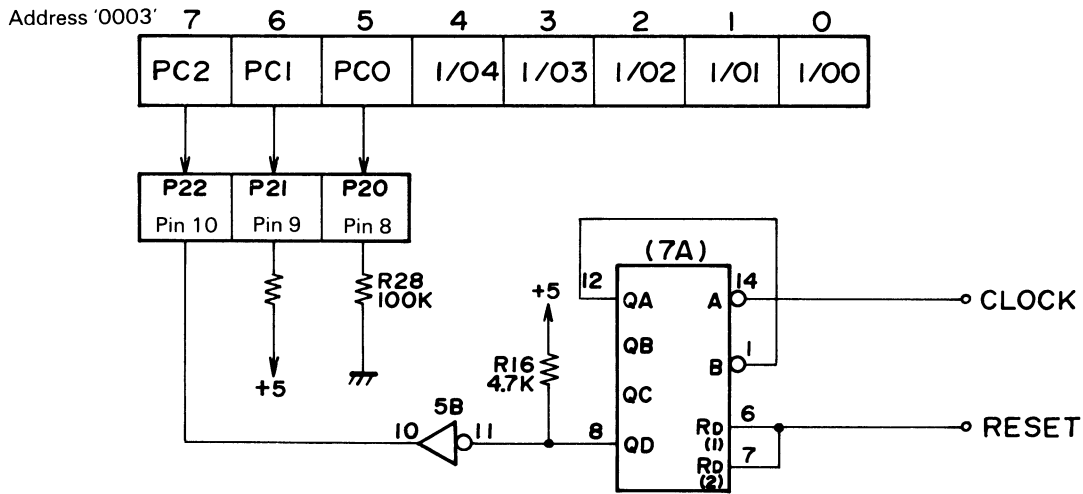 Address '0003' 7 6 5 4 3 2 1 0
PC2 PC1 PC0 1/04 1/03 1/02 1/01 1/00
P22 P21 P20
Pin 10 Pin 9 Pin 8
(7A)
R28
100K
+5
12 QA A 14 CLOCK
QB
B 1
R16
4.7K
+5
QC
5B
10 11 8 QD
RD 6 RESET
(1)
RD 7
(2)